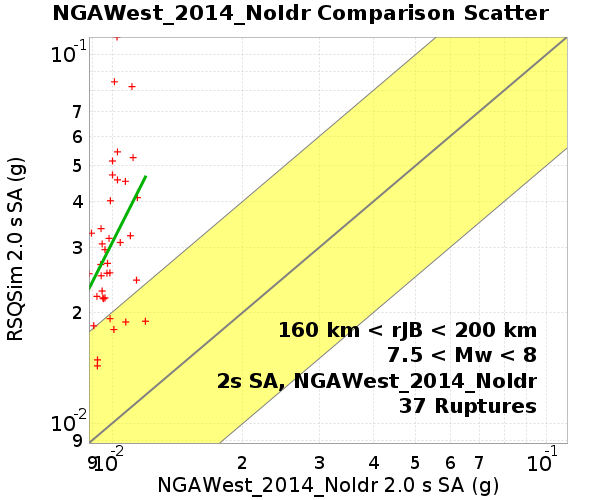 NGAWest_2014_NoIdr Comparison Scatter
RSQSim 2.0 s SA (g)
10-1
7
6
5
4
3
2
10-2
9
160 km < rJB < 200 km
7.5 < Mw < 8
2s SA, NGAWest_2014_NoIdr
37 Ruptures
9 10-2 2 3 4 5 6 7 10-1
NGAWest_2014_NoIdr 2.0 s SA (g)